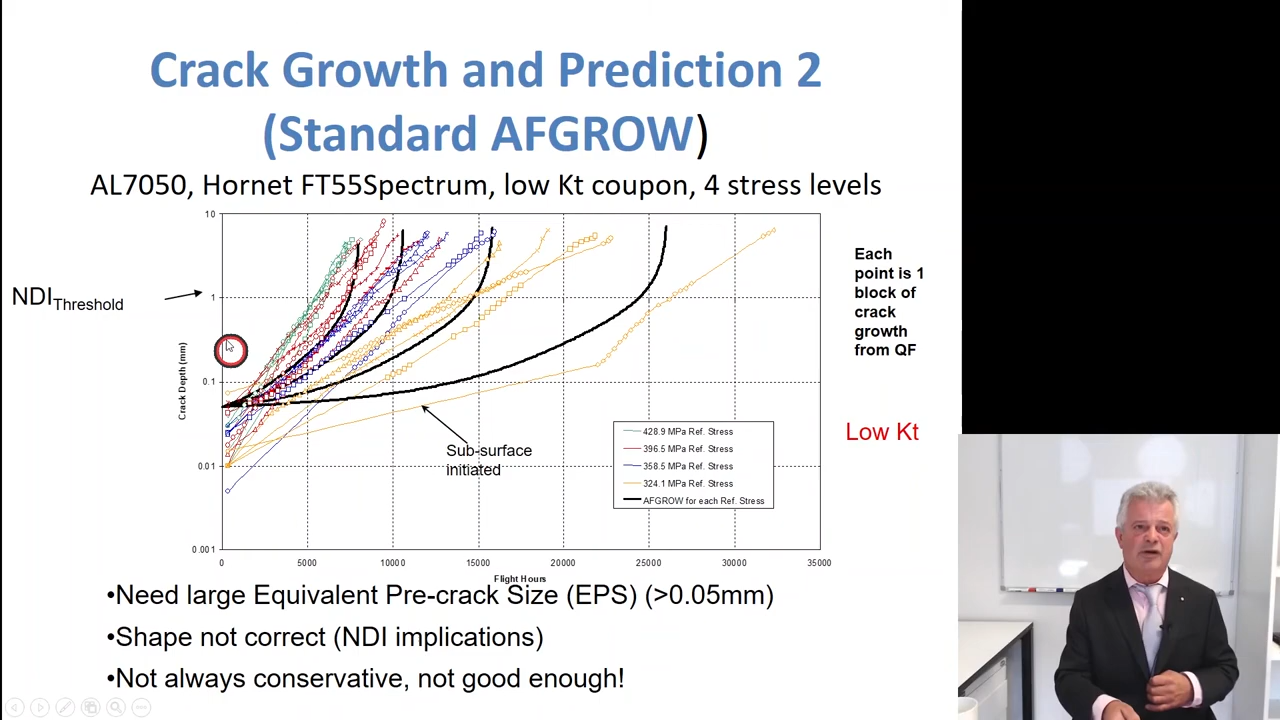 Crack Growth and Prediction 2
(Standard AFGROW)
AL7050, Hornet FT55Spectrum, low Kt coupon, 4 stress levels
10
1
0.1
0.01
0.001
Crack Depth (mm)
NDIThreshold
Sub-surface
initiated
428.9 MPa Ref. Stress
396.5 MPa Ref. Stress
358.5 MPa Ref. Stress
324.1 MPa Ref. Stress
AFGROW for each Ref. Stress
0 5000 10000 15000 20000 25000 30000 35000
Flight Hours
Each
point is 1
block of
crack
growth
from QF
Low Kt
•Need large Equivalent Pre-crack Size (EPS) (>0.05mm)
•Shape not correct (NDI implications)
•Not always conservative, not good enough!